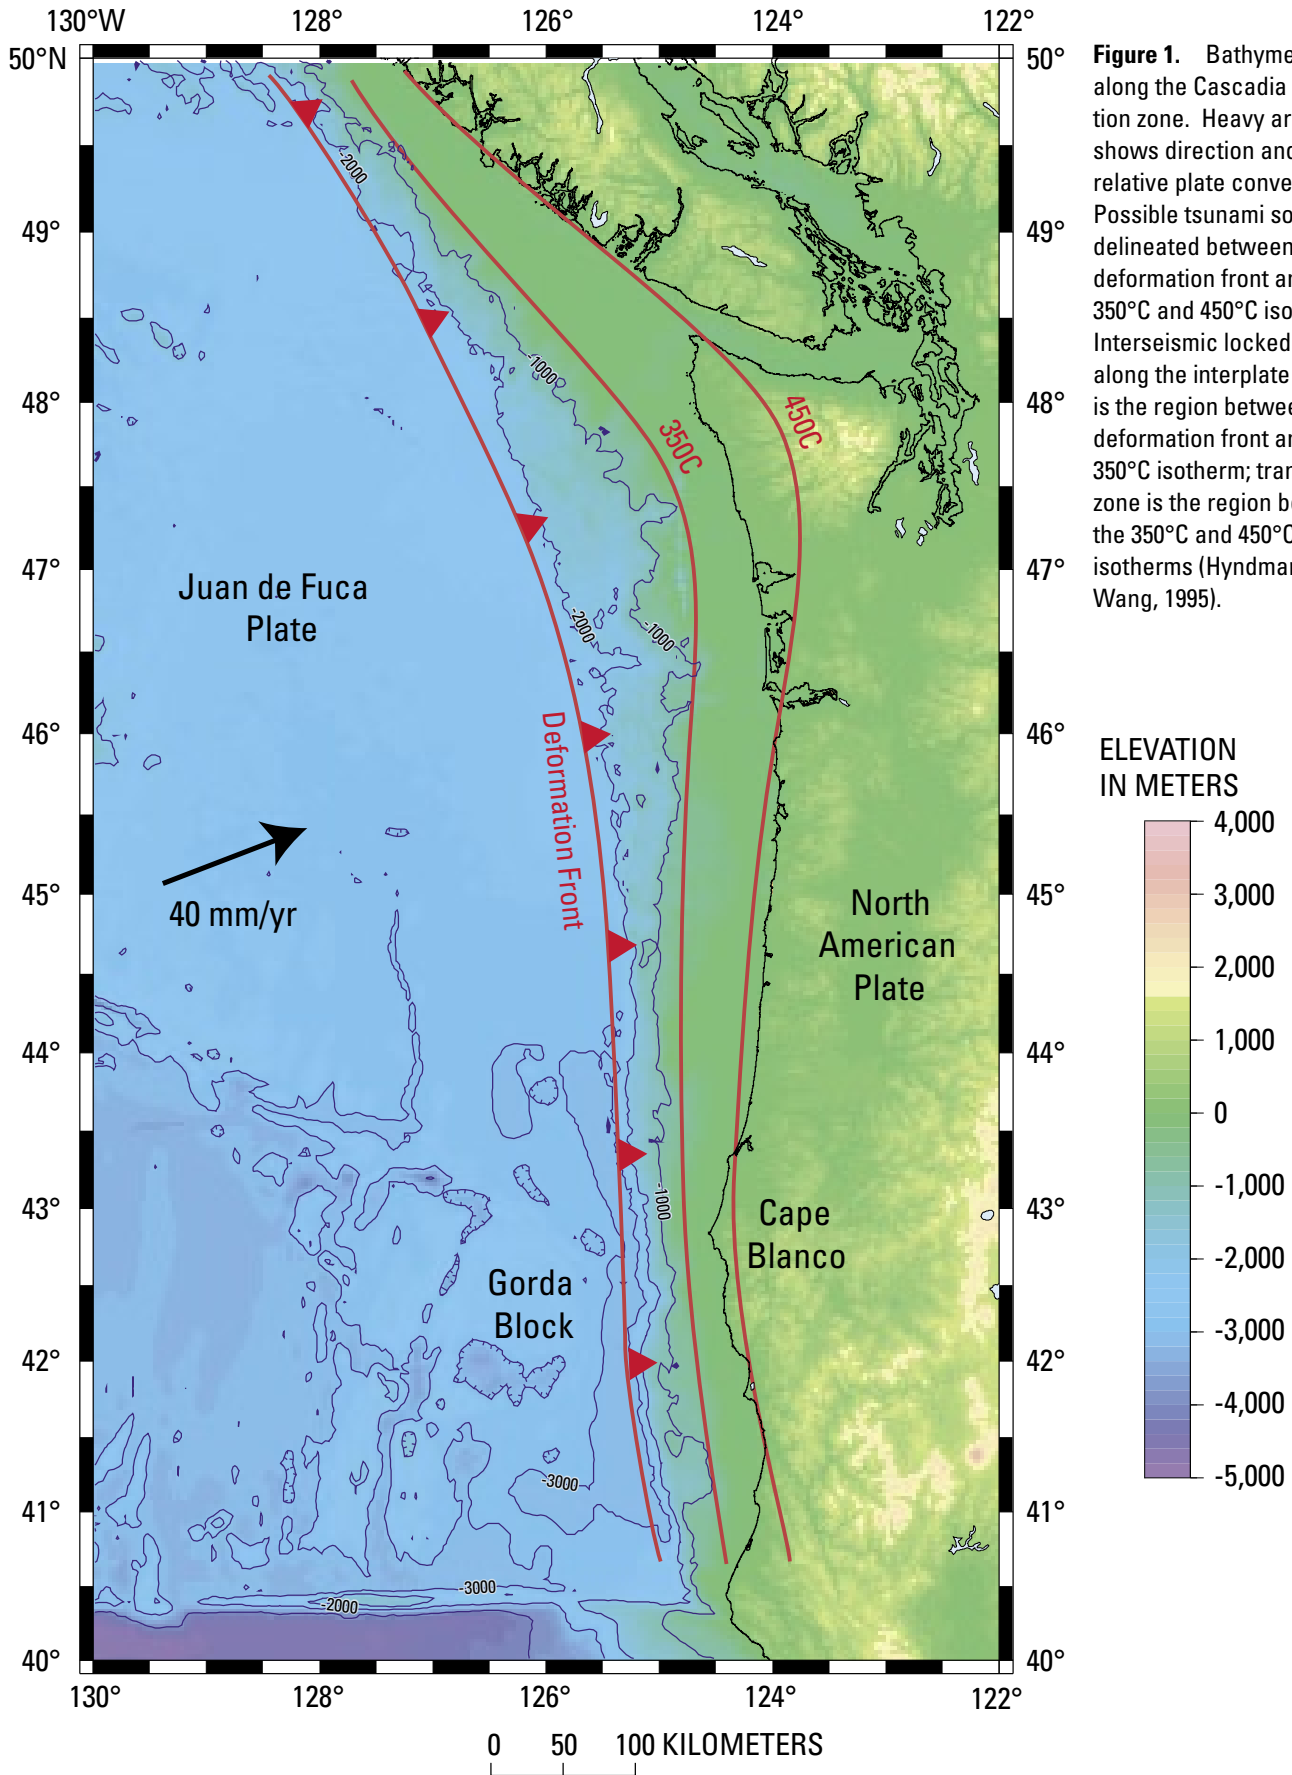 130°W 128° 126° 124° 122°
50°N
49°
48°
47°
46°
45°
44°
43°
42°
41°
40°
50°
49°
48°
47°
46°
45°
44°
43°
42°
41°
40°
130° 128° 126° 124° 122°
-2000
-1000
350C
450C
Juan de Fuca
Plate
-2000
-1000
Deformation Front
40 mm/yr
North
American
Plate
-1000
Cape
Blanco
Gorda
Block
-3000
-3000
-2000
0 50 100 KILOMETERS
Figure 1. Bathyme
along the Cascadia
tion zone. Heavy ar
shows direction and
relative plate conve
Possible tsunami so
delineated between
deformation front ar
350°C and 450°C iso
Interseismic locked
along the interplate
is the region betwee
deformation front ar
350°C isotherm; tran
zone is the region be
the 350°C and 450°C
isotherms (Hyndmar
Wang, 1995).
ELEVATION
IN METERS
4,000
3,000
2,000
1,000
0
-1,000
-2,000
-3,000
-4,000
-5,000